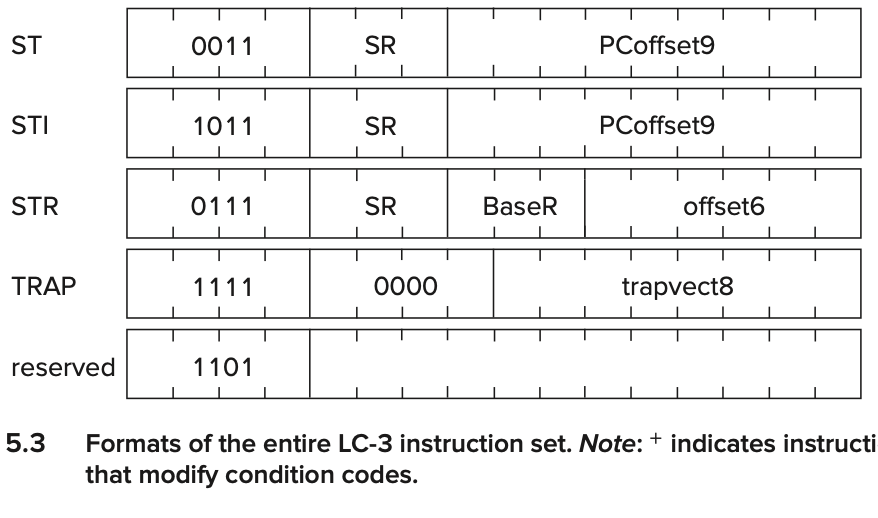 ST 0011 SR PCoffset9
STI 1011 SR PCoffset9
STR 0111 SR BaseR offset6
TRAP 1111 0000 trapvect8
reserved 1101
5.3 Formats of the entire LC-3 instruction set. Note: + indicates instructi
that modify condition codes.